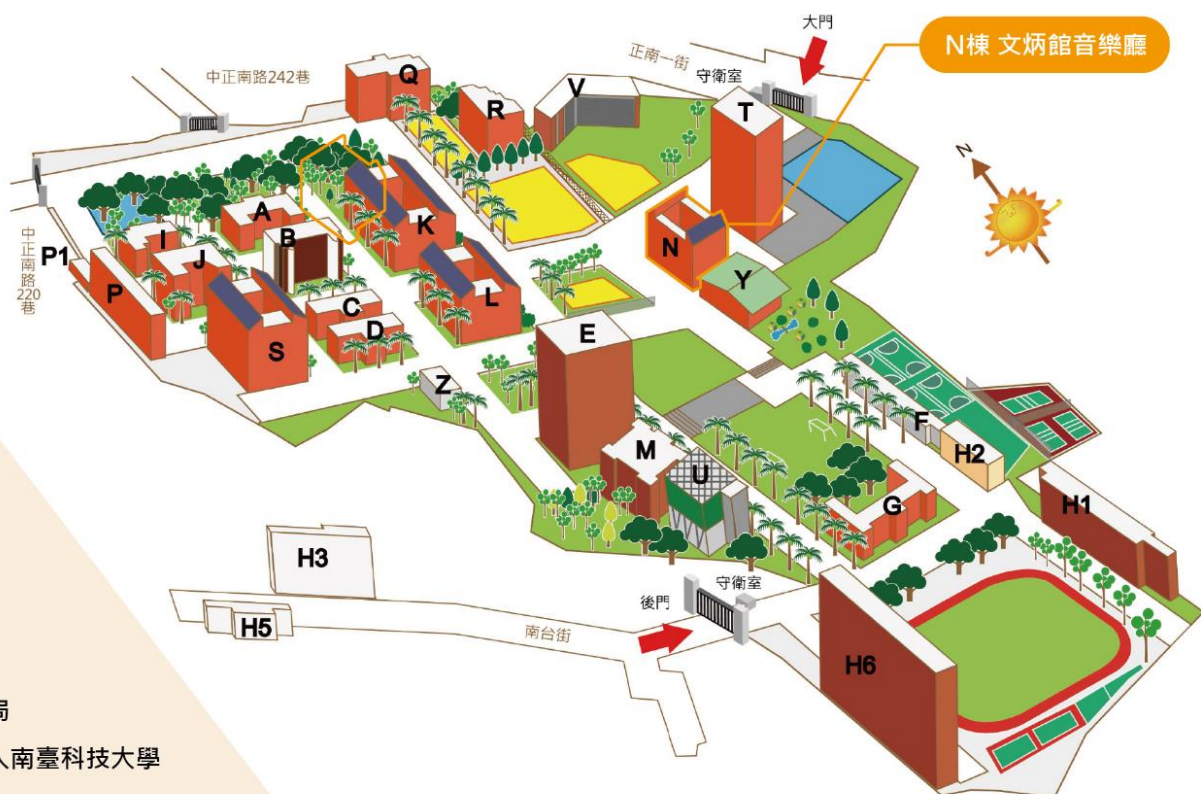 大門
N棟 文炳館音樂廳
正南一街
守衛室
中正南路242巷
Q
R
V
T
N
A
K
B
I
J
N
P1
中正南路220巷
P
Y
L
C
D
S
E
Z
F
H2
M
U
G
H1
H3
後門
守衛室
H5
南台街
H6
局
人南臺科技大學